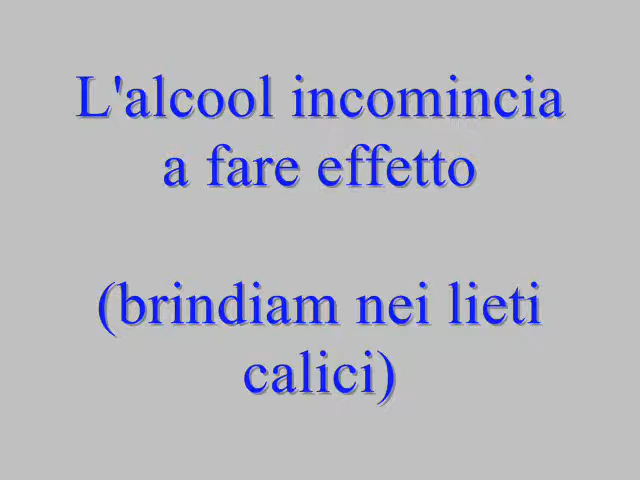 L'alcool incomincia
a fare effetto
(brindiam nei lieti
calici)